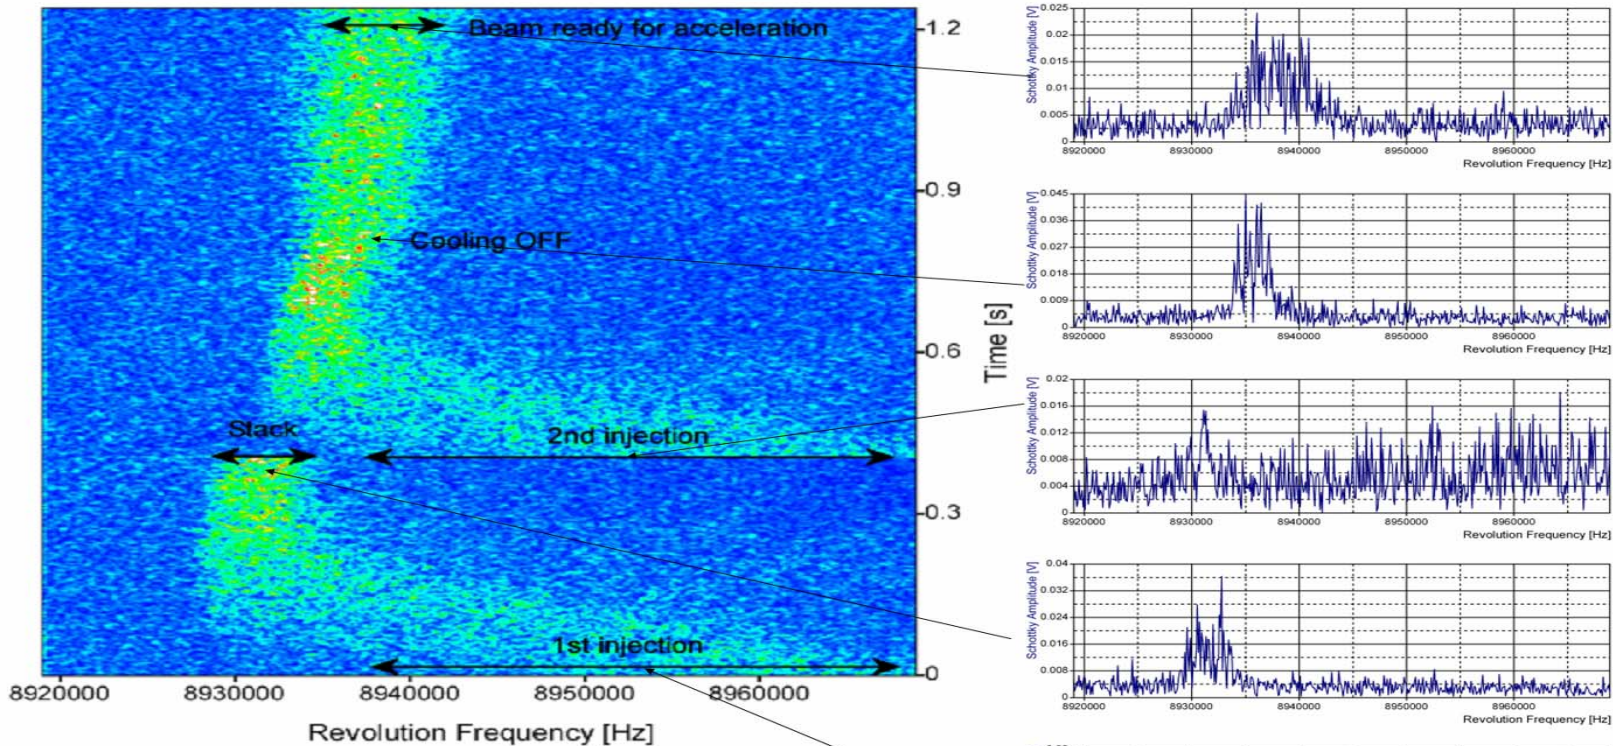 Beam ready for acceleration
Cooling OFF
Stack
2nd injection
1st injection
1.2
0.9
0.6
0.3
0
Time [s]
8920000 8930000 8940000 8950000 8960000
Revolution Frequency [Hz]
Schottky Amplitude [V]
0.025
0.02
0.015
0.01
0.005
0
8920000 8930000 8940000 8950000 8960000
Revolution Frequency [Hz]
Schottky Amplitude [V]
0.045
0.036
0.027
0.018
0.009
0
8920000 8930000 8940000 8950000 8960000
Revolution Frequency [Hz]
Schottky Amplitude [V]
0.02
0.016
0.012
0.008
0.004
0
8920000 8930000 8940000 8950000 8960000
Revolution Frequency [Hz]
Schottky Amplitude [V]
0.04
0.032
0.024
0.016
0.008
0
8920000 8930000 8940000 8950000 8960000
Revolution Frequency [Hz]